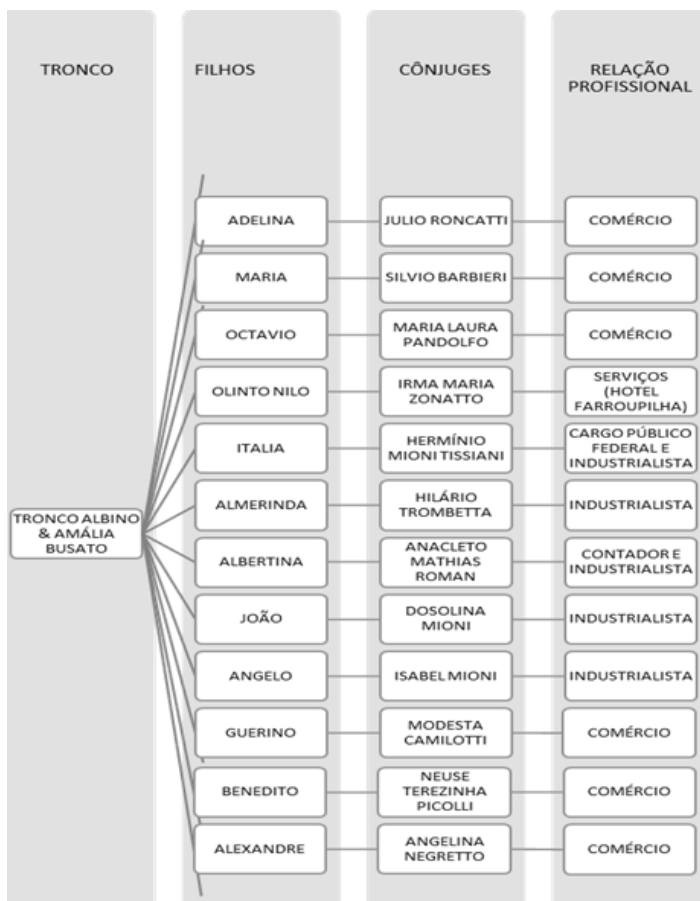 TRONCO
FILHOS
CÔNJUGES
RELAÇÃO
PROFISSIONAL
TRONCO ALBINO
& AMÁLIA
BUSATO
ADELINA
JULIO RONCATTI
COMÉRCIO
MARIA
SILVIO BARBIERI
COMÉRCIO
OCTAVIO
MARIA LAURA
PANDOLFO
COMÉRCIO
OLINTO NILO
IRMA MARIA
ZONATTO
SERVIÇOS
(HOTEL
FARROUPILHA)
ITALIA
HERMÍNIO
MIONI TISSIANI
CARGO PÚBLICO
FEDERAL E
INDUSTRIALISTA
ALMERINDA
HILÁRIO
TROMBETTA
INDUSTRIALISTA
ALBERTINA
ANACLETO
MATHIAS
ROMAN
CONTADOR E
INDUSTRIALISTA
JOÃO
DOSOLINA
MIONI
INDUSTRIALISTA
ANGELO
ISABEL MIONI
INDUSTRIALISTA
GUERINO
MODESTA
CAMILOTTI
COMÉRCIO
BENEDITO
NEUSE
TEREZINHA
PICOLLI
COMÉRCIO
ALEXANDRE
ANGELINA
NEGRETTO
COMÉRCIO